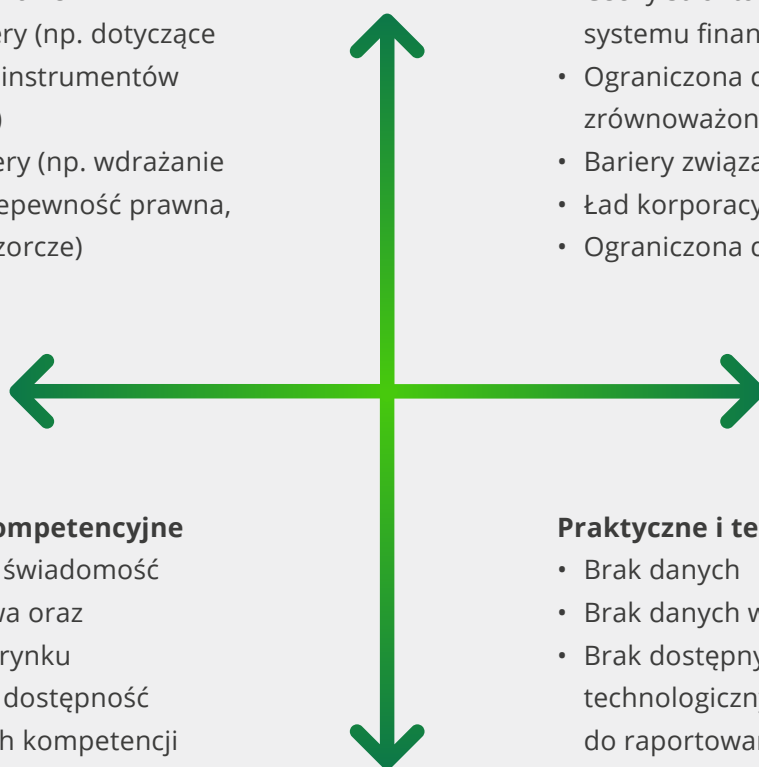 ery (np. dotyczące
instrumentów
)
ery (np. wdrażanie
epewność prawna,
zorcze)
systemu finan
• Ograniczona d
zrównoważon
• Bariery związa
• Ład korporacy
• Ograniczona d
ompetencyjne
świadomość
wa oraz
rynku
dostępność
h kompetencji
Praktyczne i te
• Brak danych
• Brak danych w
• Brak dostępny
technologiczny
do raportowan